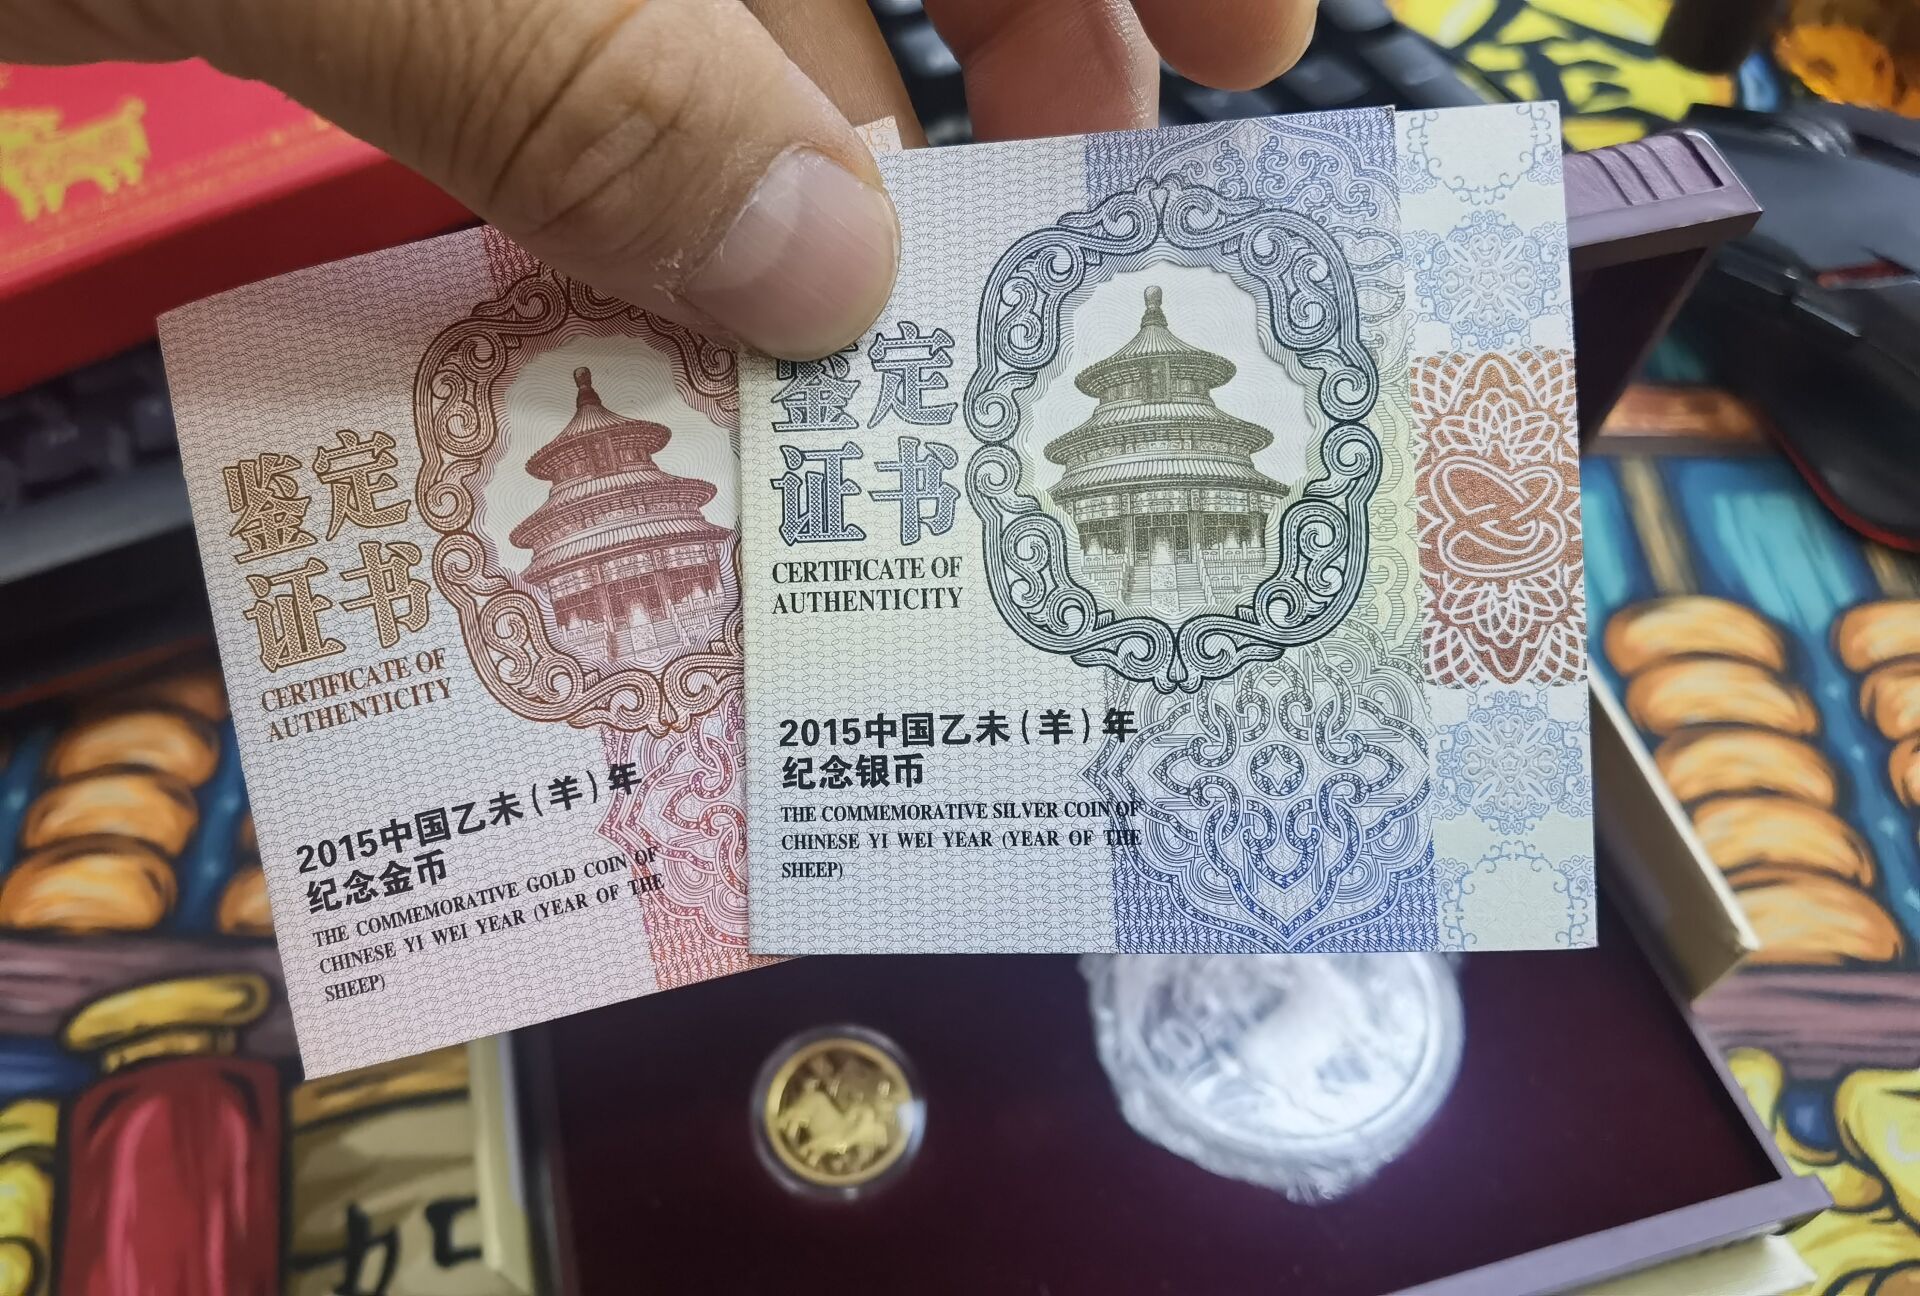 鉴定
证书
CERTIFICATE OF
AUTHENTICITY
2015中国乙未(羊)年
纪念金币
THE COMMEMORATIVE GOLD COIN OF
CHINESE YI WEI YEAR (YEAR OF THE
SHEEP)
鉴定
证书
CERTIFICATE OF
AUTHENTICITY
2015中国乙未(羊)年
纪念银币
THE COMMEMORATIVE SILVER COIN OF
CHINESE YI WEI YEAR (YEAR OF THE
SHEEP)